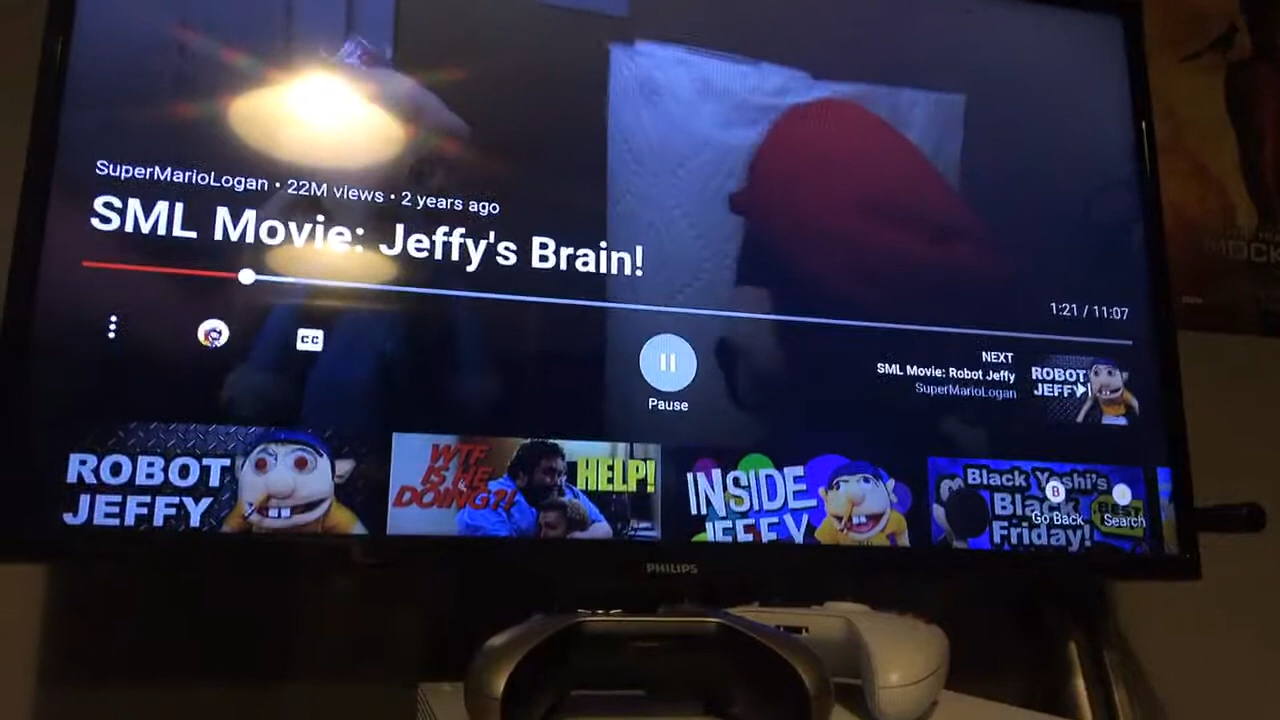 SuperMarioLogan • 22M views • 2 years ago
SML Movie: Jeffy's Brain!
1:21 / 11:07
CC
Pause
NEXT
SML Movie: Robot Jeffy
SuperMarioLogan
ROBOT
JEFFY
ROBOT
JEFFY
WTF
IS HE
DOING?!
HELP!
INSIDE
JEFFY
Black Yoshi's
Black
Friday!
BEST
B
Go Back
Search
PHILIPS
MOCK